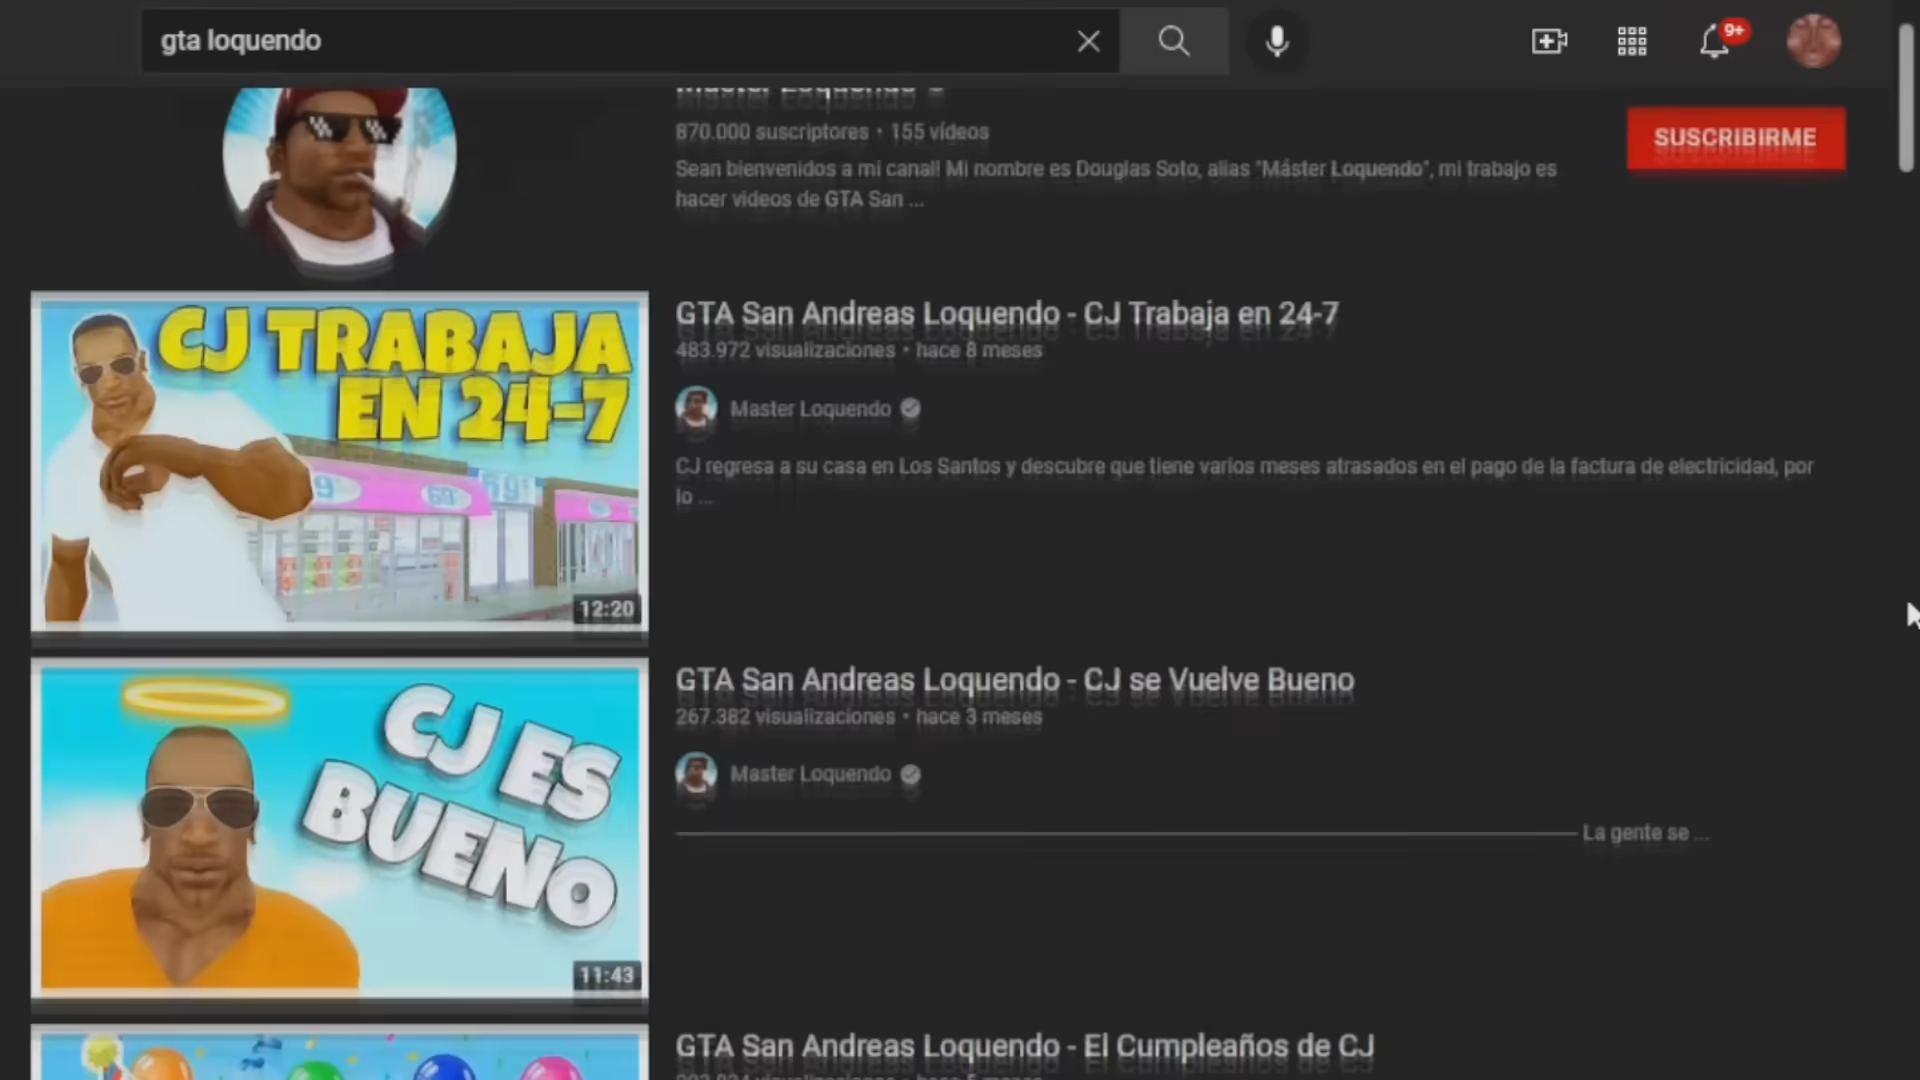 gta loquendo
9+
Master Loquendo
870.000 suscriptores • 155 vídeos
SUSCRIBIRME
Sean bienvenidos a mi canal! Mi nombre es Douglas Soto, alias "Máster Loquendo", mi trabajo es
hacer videos de GTA San ...
CJ TRABAJA
EN 24-7
69¢
12:20
GTA San Andreas Loquendo - CJ Trabaja en 24-7
483.972 visualizaciones • hace 8 meses
Master Loquendo
CJ regresa a su casa en Los Santos y descubre que tiene varios meses atrasados en el pago de la factura de electricidad, por
lo ...
CJ ES
BUENO
11:43
GTA San Andreas Loquendo - CJ se Vuelve Bueno
267.382 visualizaciones • hace 3 meses
Master Loquendo
La gente se ...
GTA San Andreas Loquendo - El Cumpleaños de CJ